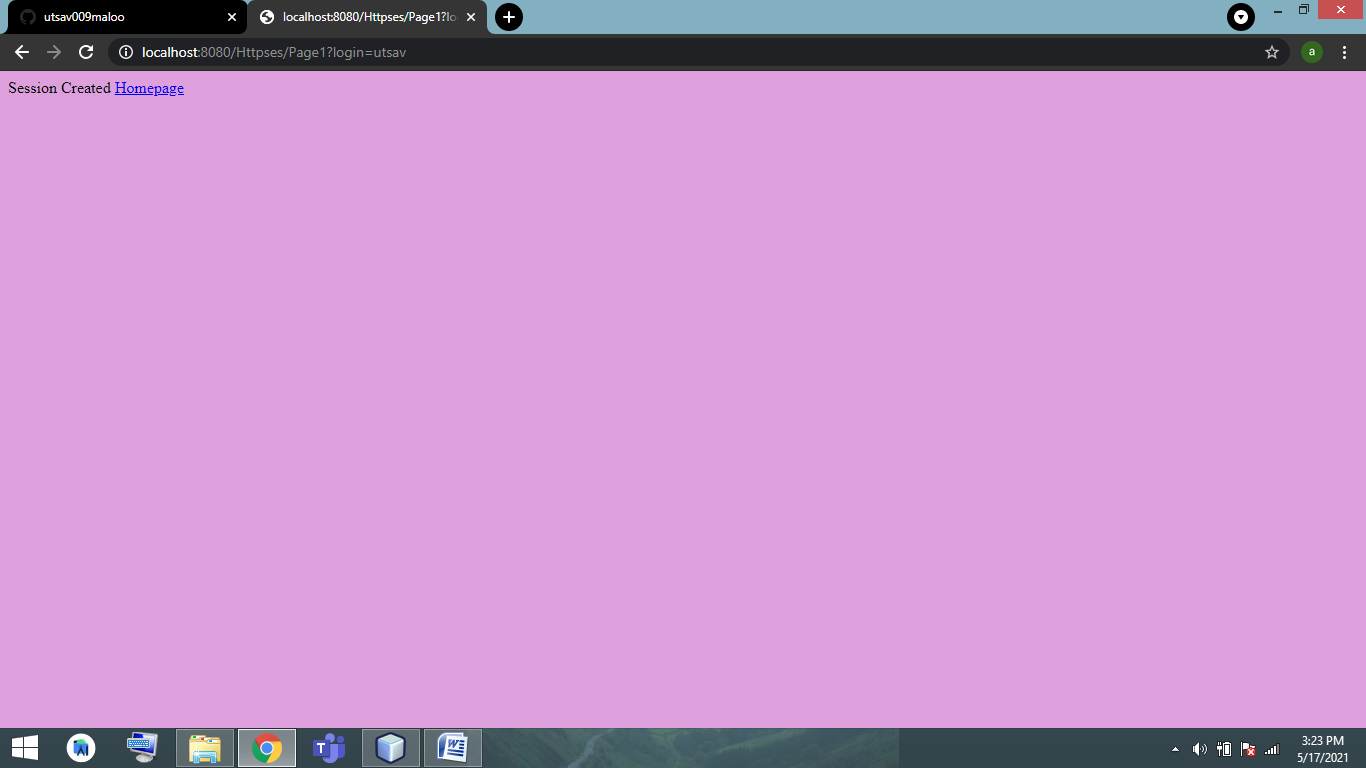 utsav009maloo
localhost:8080/Httpses/Page1?lo
localhost:8080/Httpses/Page1?login=utsav
a
Session Created Homepage
3:23 PM
5/17/2021